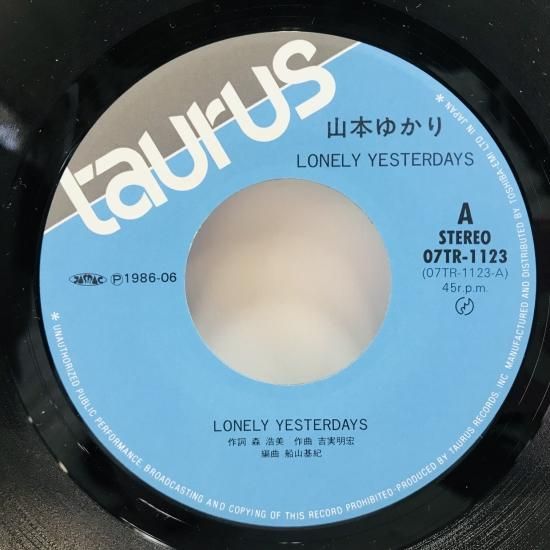 taurus
山本ゆかり
LONELY YESTERDAYS
A
STEREO
07TR-1123
(07TR-1123-A)
45r.p.m.
JASRAC Ⓟ1986-06
LONELY YESTERDAYS
作詞 森 浩美 作曲 吉実明宏
編曲 船山基紀
* UNAUTHORIZED PUBLIC PERFORMANCE BROADCASTING AND COPYING OF THIS RECORD PROHIBITED·PRODUCED BY TAURUS RECORDS, INC. MANUFACTURED AND DISTRIBUTED BY TOSHIBA-EMI LTD IN JAPAN *